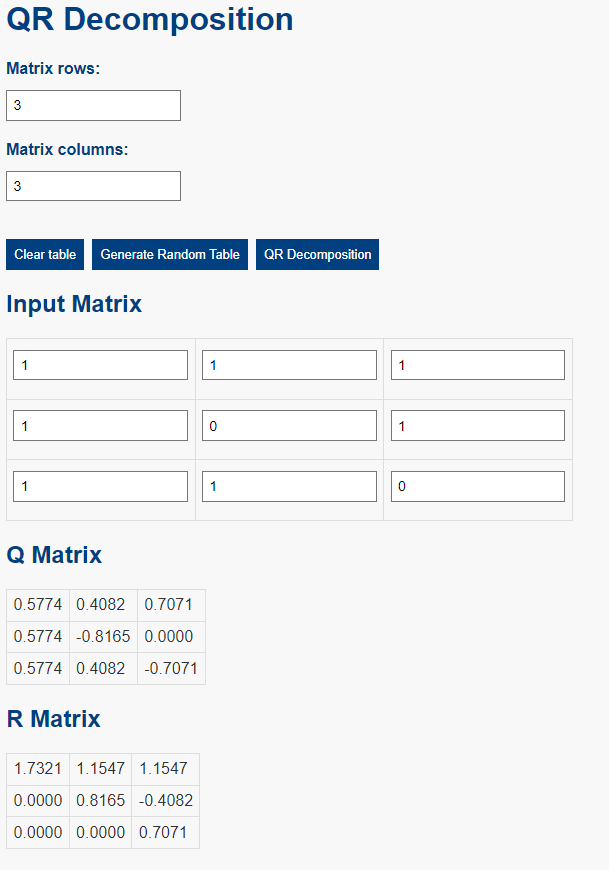 QR Decomposition
Matrix rows:
3
Matrix columns:
3
Clear table Generate Random Table QR Decomposition
Input Matrix
1 1 1
1 0 1
1 1 0
Q Matrix
0.5774 0.4082 0.7071
0.5774 -0.8165 0.0000
0.5774 0.4082 -0.7071
R Matrix
1.7321 1.1547 1.1547
0.0000 0.8165 -0.4082
0.0000 0.0000 0.7071